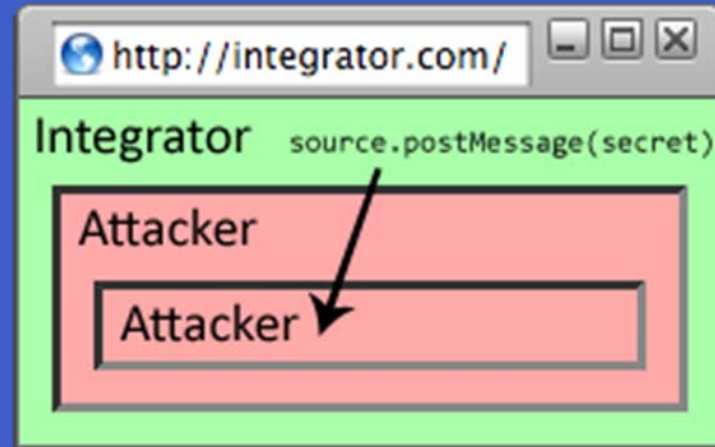 http://integrator.com/
Integrator source.postMessage(secret)
Attacker
Attacker